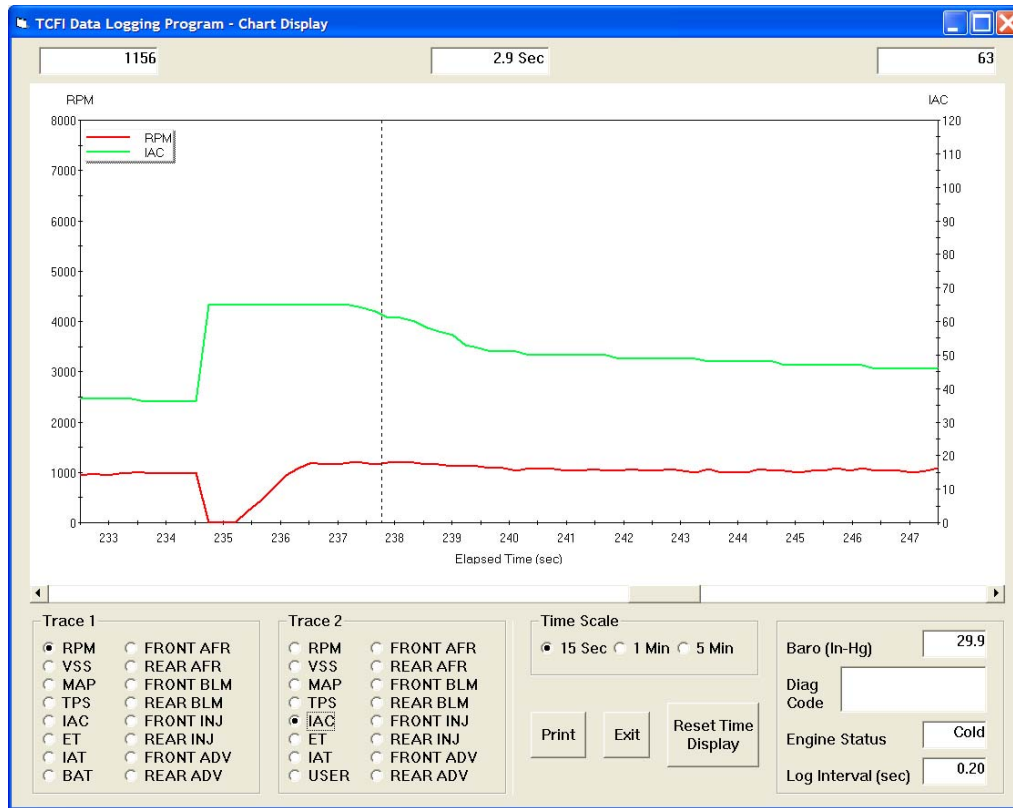 TCFI Data Logging Program - Chart Display
1156
2.9 Sec
63
RPM
IAC
8000
7000
6000
5000
4000
3000
2000
1000
0
120
110
100
90
80
70
60
50
40
30
20
10
0
RPM
IAC
233 234 235 236 237 238 239 240 241 242 243 244 245 246 247
Elapsed Time (sec)
Trace 1
RPM FRONT AFR
VSS REAR AFR
MAP FRONT BLM
TPS REAR BLM
IAC FRONT INJ
ET REAR INJ
IAT FRONT ADV
BAT REAR ADV
Trace 2
RPM FRONT AFR
VSS REAR AFR
MAP FRONT BLM
TPS REAR BLM
IAC FRONT INJ
ET REAR INJ
IAT FRONT ADV
USER REAR ADV
Time Scale
15 Sec 1 Min 5 Min
Print
Exit
Reset Time
Display
Baro (In-Hg) 29.9
Diag
Code
Engine Status Cold
Log Interval (sec) 0.20